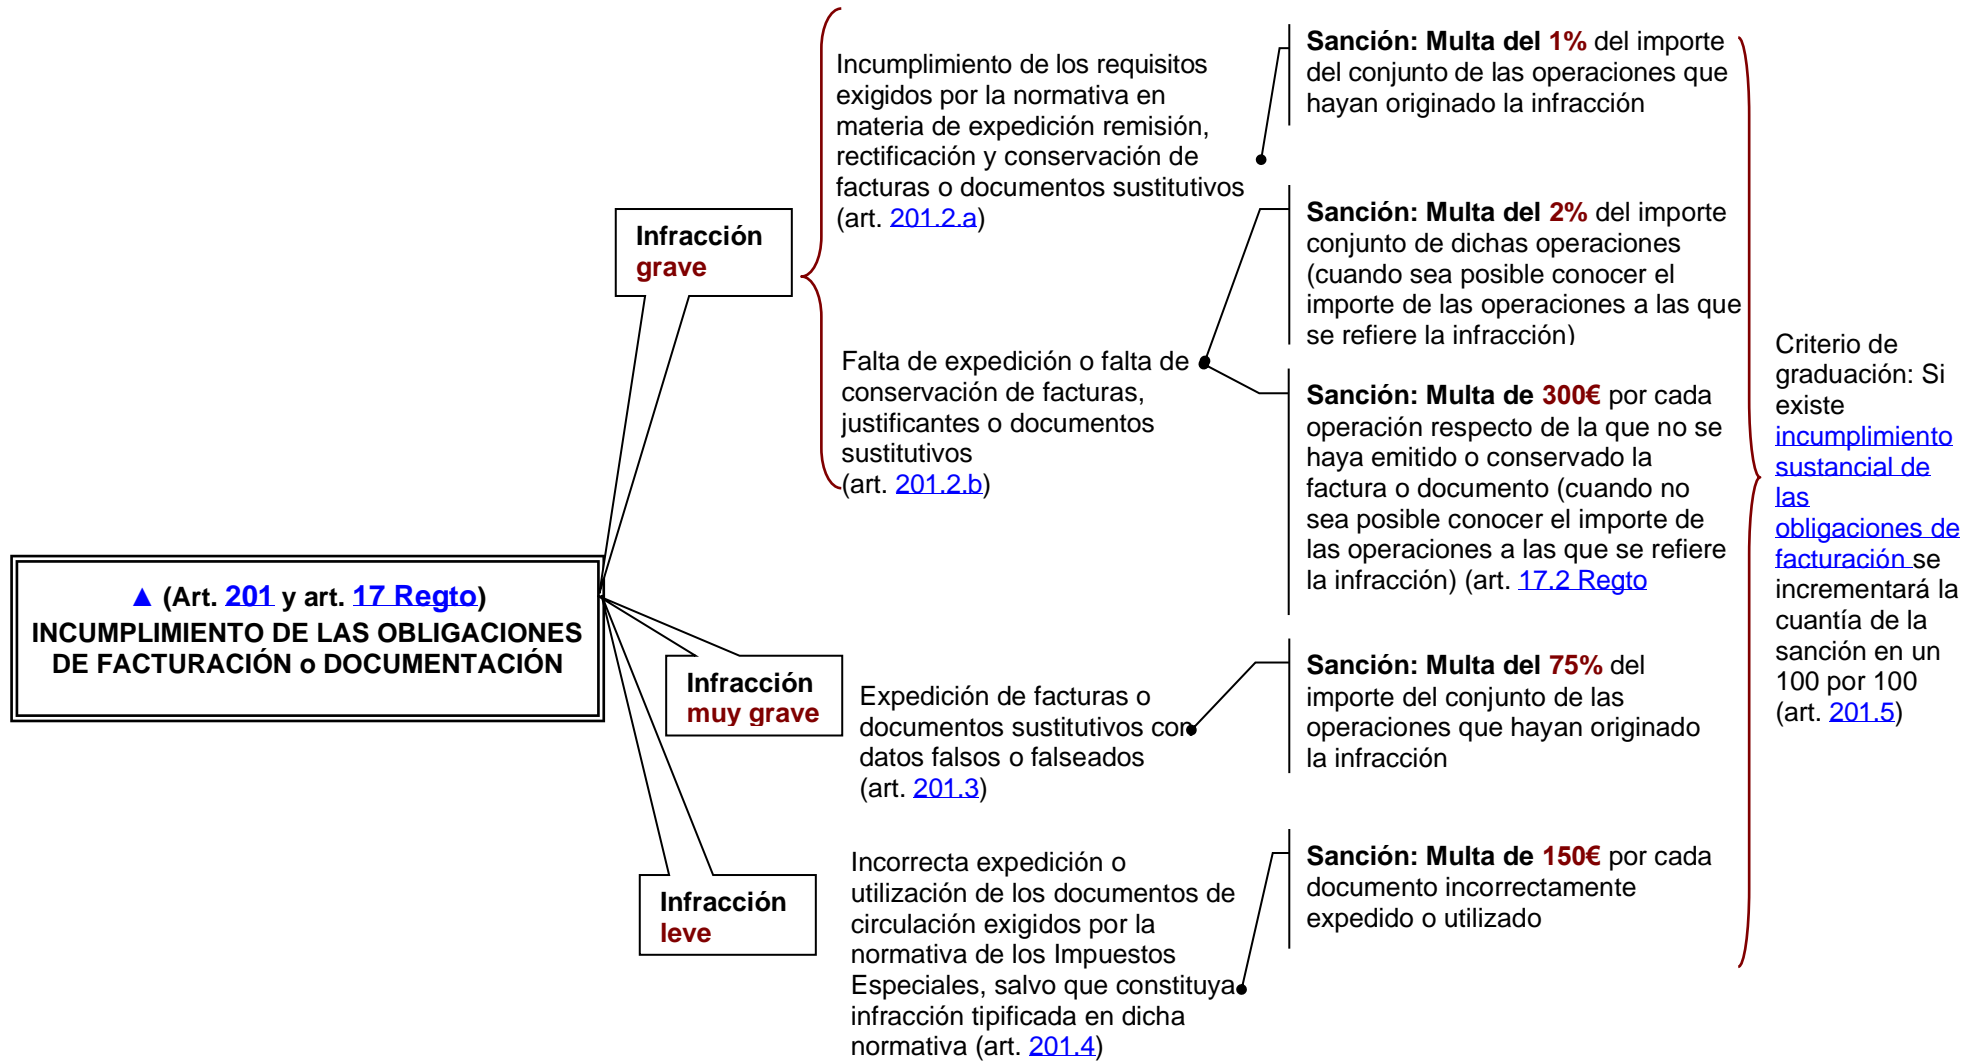 ▲ (Art. 201 y art. 17 Regto)
INCUMPLIMIENTO DE LAS OBLIGACIONES
DE FACTURACIÓN o DOCUMENTACIÓN
Infracción
grave
Incumplimiento de los requisitos
exigidos por la normativa en
materia de expedición remisión,
rectificación y conservación de
facturas o documentos sustitutivos
(art. 201.2.a)
Sanción: Multa del 1% del importe
del conjunto de las operaciones que
hayan originado la infracción
Falta de expedición o falta de
conservación de facturas,
justificantes o documentos
sustitutivos
(art. 201.2.b)
Sanción: Multa del 2% del importe
conjunto de dichas operaciones
(cuando sea posible conocer el
importe de las operaciones a las que
se refiere la infracción)
Sanción: Multa de 300€ por cada
operación respecto de la que no se
haya emitido o conservado la
factura o documento (cuando no
sea posible conocer el importe de
las operaciones a las que se refiere
la infracción) (art. 17.2 Regto
Infracción
muy grave
Expedición de facturas o
documentos sustitutivos con
datos falsos o falseados
(art. 201.3)
Sanción: Multa del 75% del
importe del conjunto de las
operaciones que hayan originado
la infracción
Infracción
leve
Incorrecta expedición o
utilización de los documentos de
circulación exigidos por la
normativa de los Impuestos
Especiales, salvo que constituya
infracción tipificada en dicha
normativa (art. 201.4)
Sanción: Multa de 150€ por cada
documento incorrectamente
expedido o utilizado
Criterio de
graduación: Si
existe
incumplimiento
sustancial de
las
obligaciones de
facturación se
incrementará la
cuantía de la
sanción en un
100 por 100
(art. 201.5)